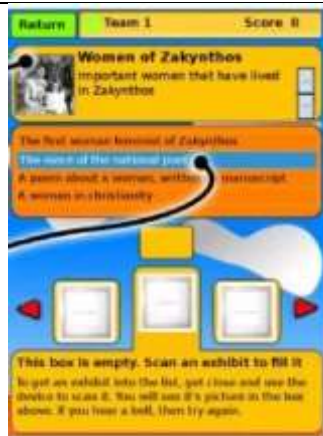 Return Team 1 Score 0
Women of Zakynthos
Important women that have lived
in Zakynthos
The first woman feminist of Zakynthos
The niece of the national poet
A poem about a woman, written manuscript
A woman in christianity
This box is empty. Scan an exhibit to fill it
To get an exhibit into the list, get close and use the
device to scan it. You will see it's picture in the box
above. If you hear a bell, then try again.